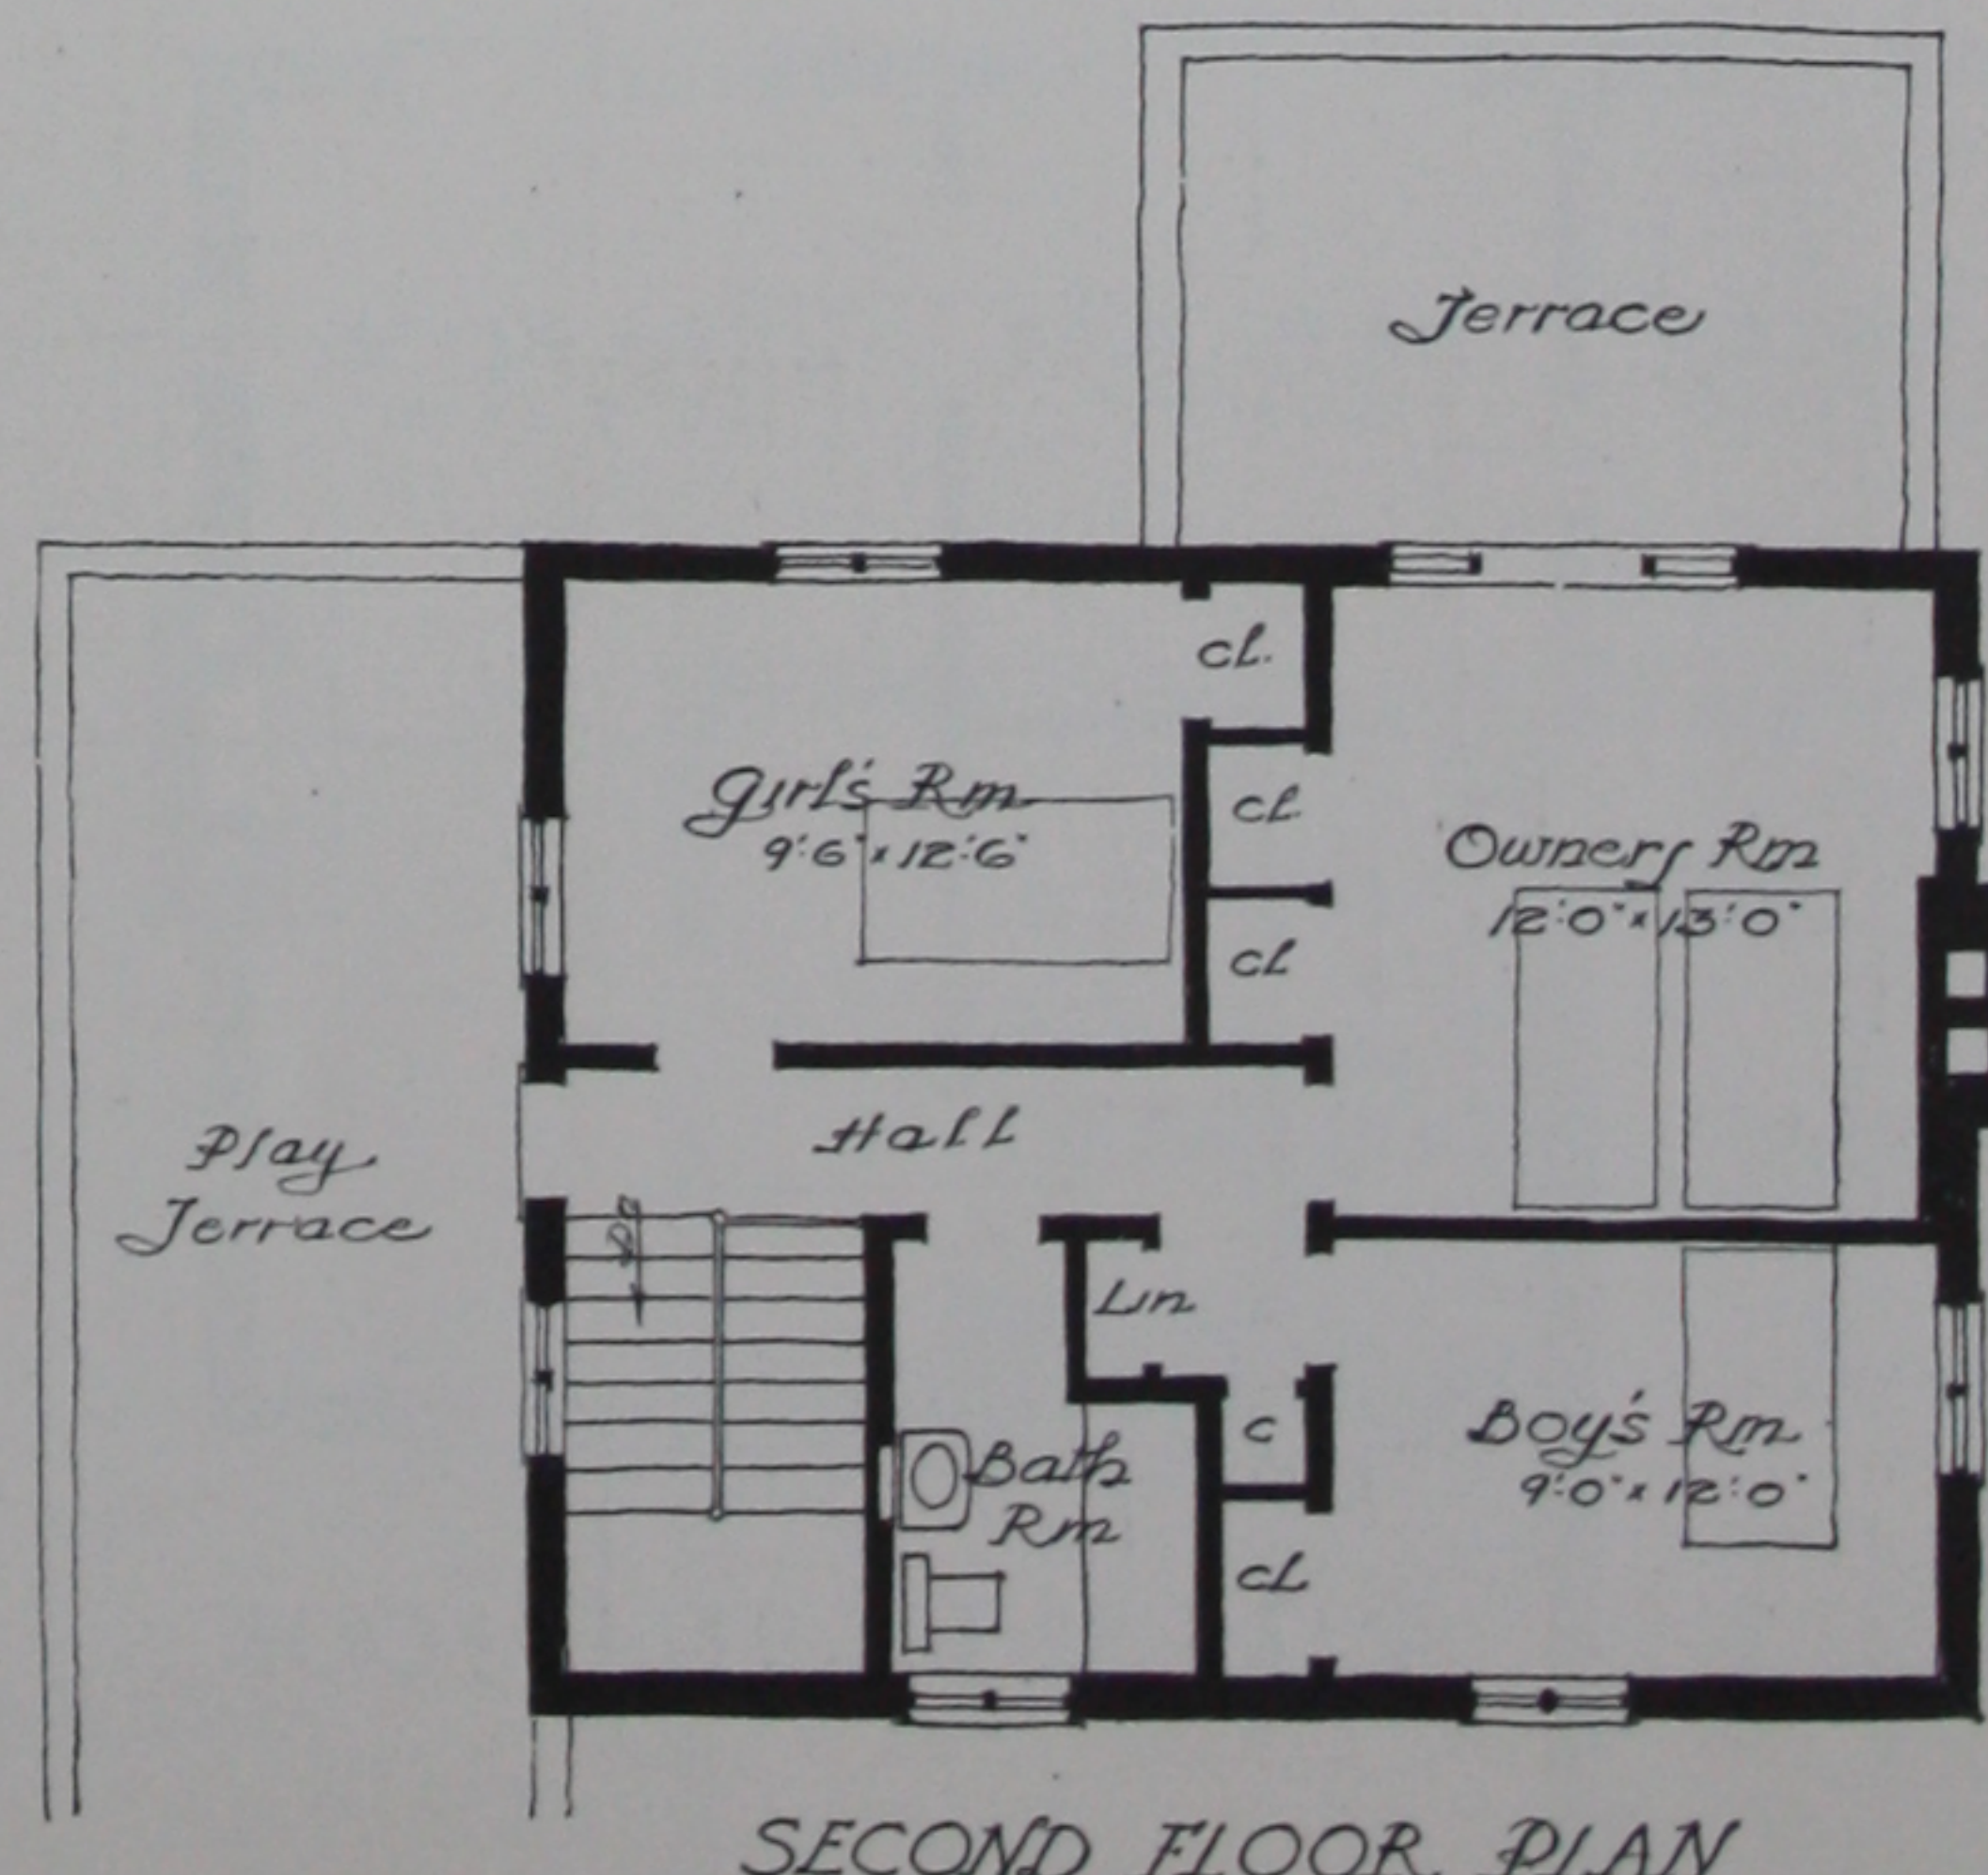 Terrace
cl.
Girl's Rm
9'-6" x 12'-6"
cl
Owners Rm
12'-0" x 13'-0"
cl
Hall
Play
Terrace
Dn
Lin
Bath
Rm
c
Boy's Rm
9'-0" x 12'-0"
cl
SECOND FLOOR PLAN